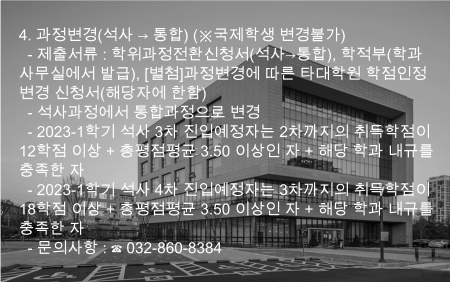 4. 과정변경(석사 → 통합) (※국제학생 변경불가)
- 제출서류 : 학위과정전환신청서(석사→통합), 학적부(학과
사무실에서 발급), [별첨]과정변경에 따른 타대학원 학점인정
변경 신청서(해당자에 한함)
- 석사과정에서 통합과정으로 변경
- 2023-1학기 석사 3차 진입예정자는 2차까지의 취득학점이
12학점 이상 + 총평점평균 3.50 이상인 자 + 해당 학과 내규를
충족한 자
- 2023-1학기 석사 4차 진입예정자는 3차까지의 취득학점이
18학점 이상 + 총평점평균 3.50 이상인 자 + 해당 학과 내규를
충족한 자
- 문의사항 : ☎ 032-860-8384